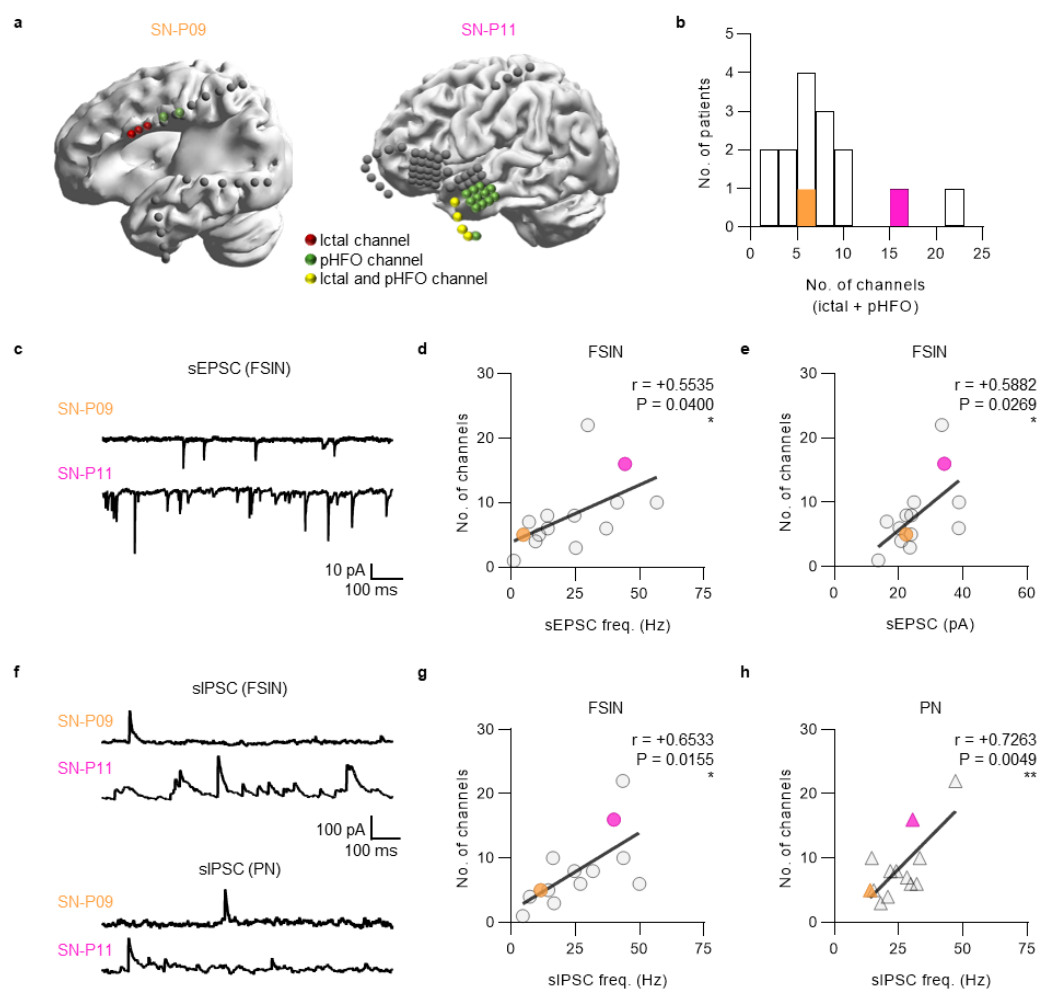 a
SN-P09
SN-P11
Ictal channel
pHFO channel
Ictal and pHFO channel
b
No. of patients
5
4
3
2
1
0
0 5 10 15 20 25
No. of channels
(ictal + pHFO)
c
sEPSC (FSIN)
SN-P09
SN-P11
10 pA
100 ms
d
FSIN
r = +0.5535
P = 0.0400
*
No. of channels
30
20
10
0
0 25 50 75
sEPSC freq. (Hz)
e
FSIN
r = +0.5882
P = 0.0269
*
No. of channels
30
20
10
0
0 20 40 60
sEPSC (pA)
f
sIPSC (FSIN)
SN-P09
SN-P11
100 pA
100 ms
sIPSC (PN)
SN-P09
SN-P11
g
FSIN
r = +0.6533
P = 0.0155
*
No. of channels
30
20
10
0
0 25 50 75
sIPSC freq. (Hz)
h
PN
r = +0.7263
P = 0.0049
**
No. of channels
30
20
10
0
0 25 50 75
sIPSC freq. (Hz)